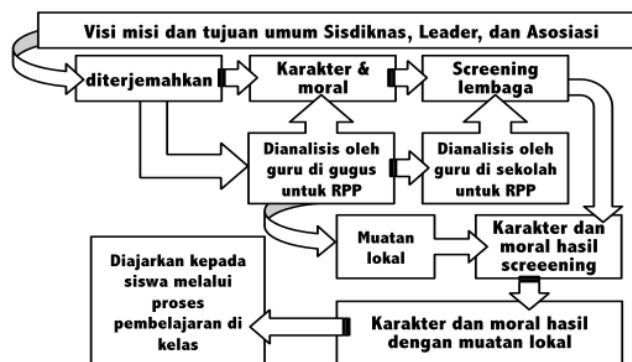 Visi misi dan tujuan umum Sisdiknas, Leader, dan Asosiasi
diterjemahkan
Karakter &
moral
Screening
lembaga
Dianalisis oleh
guru di gugus
untuk RPP
Dianalisis oleh
guru di sekolah
untuk RPP
Muatan
lokal
Karakter dan
moral hasil
screeening
Diajarkan kepada
siswa melalui
proses
pembelajaran di
kelas
Karakter dan moral hasil
dengan muatan lokal